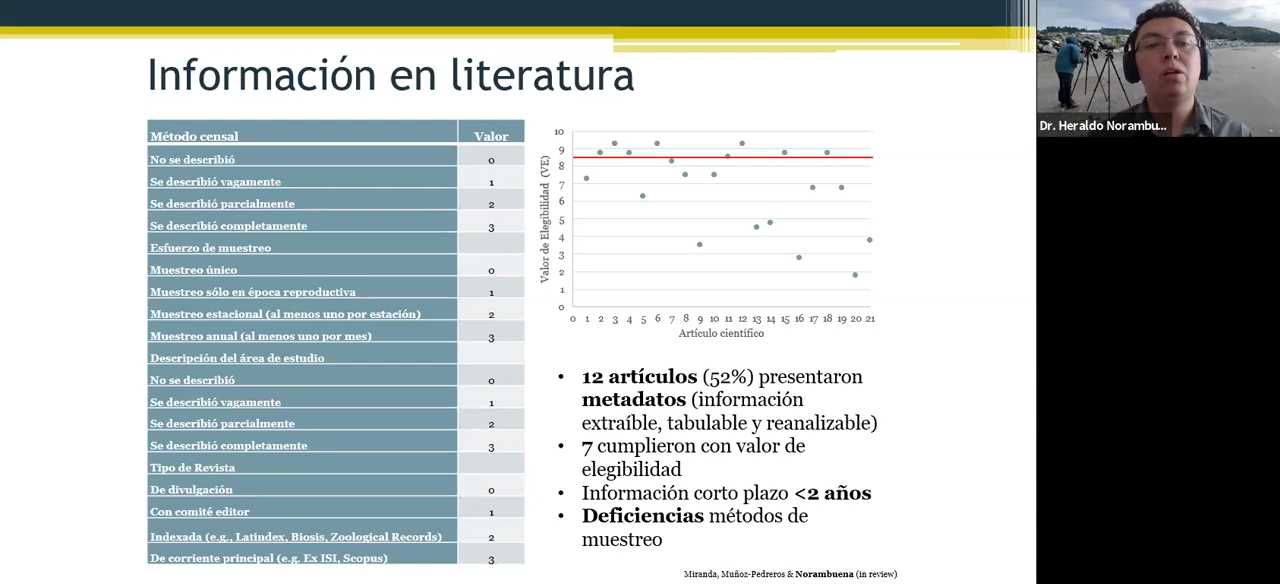 Información en literatura
Método censal Valor
No se describió 0
Se describió vagamente 1
Se describió parcialmente 2
Se describió completamente 3
Esfuerzo de muestreo
Muestreo único 0
Muestreo sólo en época reproductiva 1
Muestreo estacional (al menos uno por estación) 2
Muestreo anual (al menos uno por mes) 3
Descripción del área de estudio
No se describió 0
Se describió vagamente 1
Se describió parcialmente 2
Se describió completamente 3
Tipo de Revista
De divulgación 0
Con comité editor 1
Indexada (e.g., Latindex, Biosis, Zoological Records) 2
De corriente principal (e.g. Ex ISI, Scopus) 3
Valor de Elegibilidad (VE)
10
9
8
7
6
5
4
3
2
1
0
0 1 2 3 4 5 6 7 8 9 10 11 12 13 14 15 16 17 18 19 20 21
Artículo científico
• 12 artículos (52%) presentaron
metadatos (información
extraíble, tabulable y reanalizable)
• 7 cumplieron con valor de
elegibilidad
• Información corto plazo <2 años
• Deficiencias métodos de
muestreo
Miranda, Muñoz-Pedreros & Norambuena (in review)
Dr. Heraldo Norambu...